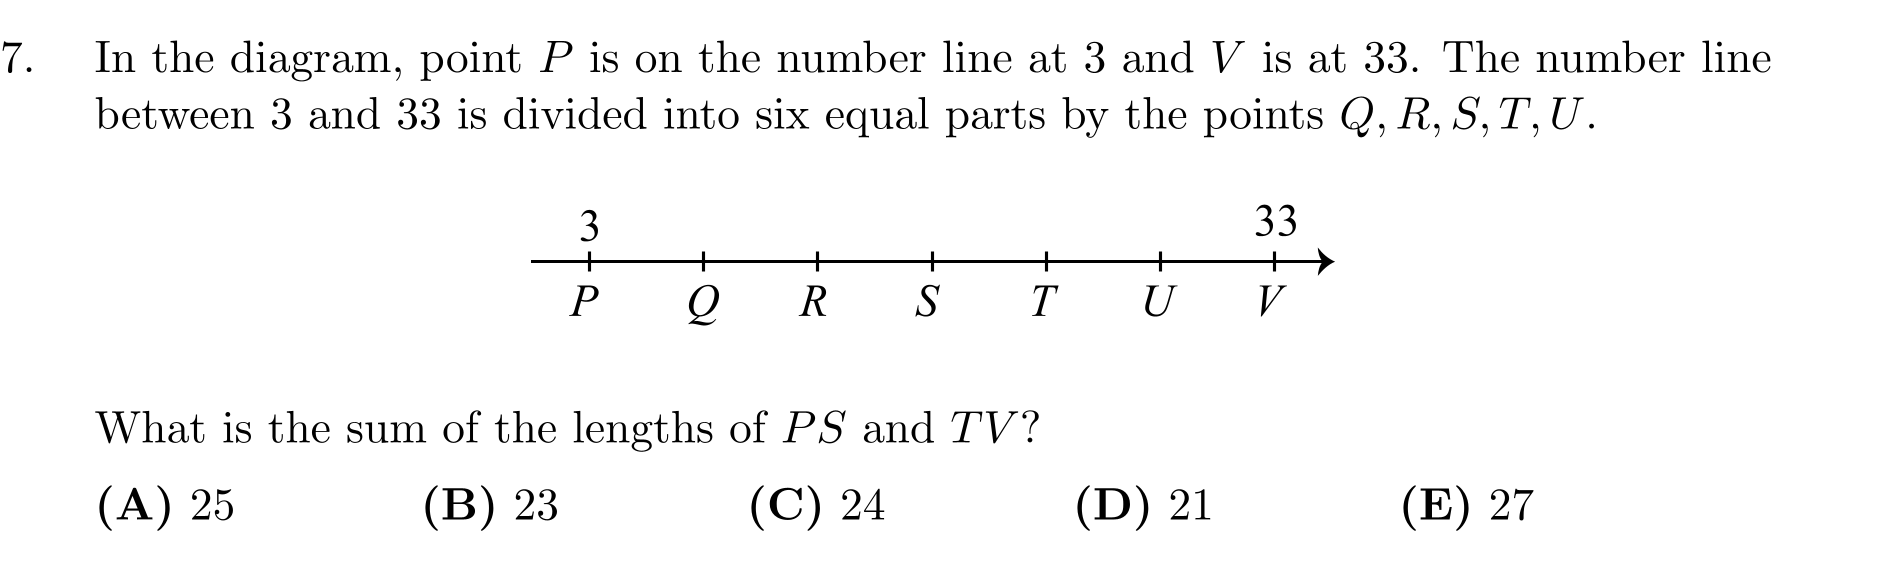 7. In the diagram, point P is on the number line at 3 and V is at 33. The number line
between 3 and 33 is divided into six equal parts by the points Q, R, S, T, U.
3 33
P Q R S T U V
What is the sum of the lengths of PS and TV?
(A) 25 (B) 23 (C) 24 (D) 21 (E) 27